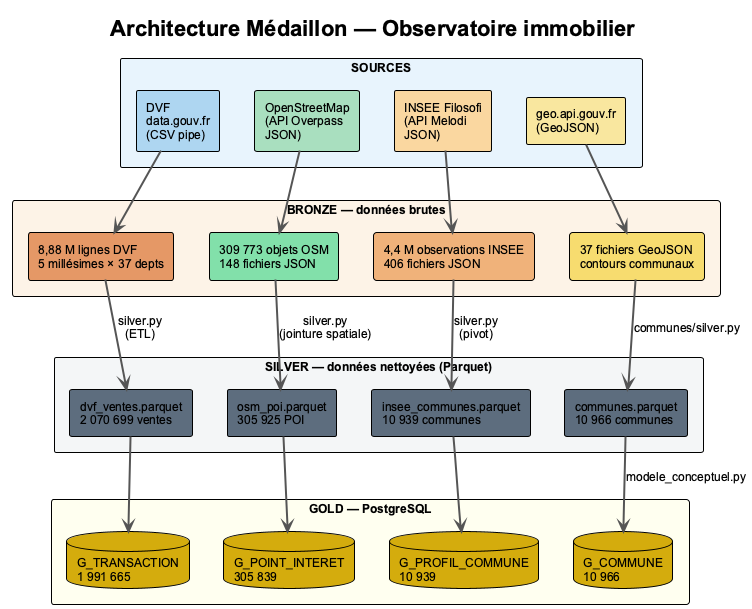 Architecture Médaillon — Observatoire immobilier
SOURCES
DVF
data.gouv.fr
(CSV pipe)
OpenStreetMap
(API Overpass
JSON)
INSEE Filosofi
(API Melodi
JSON)
geo.api.gouv.fr
(GeoJSON)
BRONZE — données brutes
8,88 M lignes DVF
5 millésimes × 37 depts
309 773 objets OSM
148 fichiers JSON
4,4 M observations INSEE
406 fichiers JSON
37 fichiers GeoJSON
contours communaux
silver.py
(ETL)
silver.py
(jointure spatiale)
silver.py
(pivot)
communes/silver.py
SILVER — données nettoyées (Parquet)
dvf_ventes.parquet
2 070 699 ventes
osm_poi.parquet
305 925 POI
insee_communes.parquet
10 939 communes
communes.parquet
10 966 communes
modele_conceptuel.py
GOLD — PostgreSQL
G_TRANSACTION
1 991 665
G_POINT_INTERET
305 839
G_PROFIL_COMMUNE
10 939
G_COMMUNE
10 966